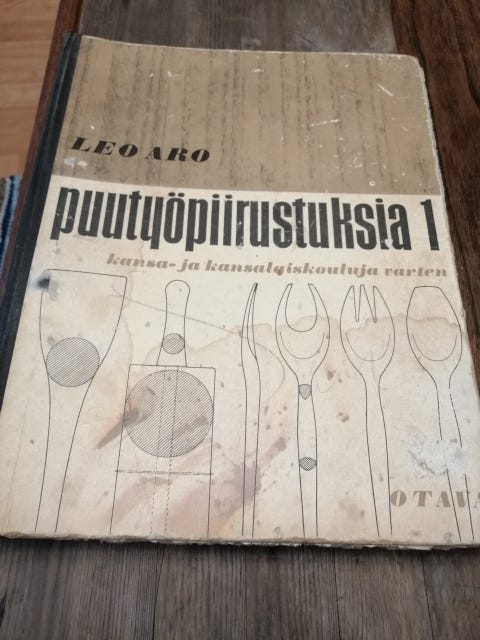 LEO ARO
puutyöpiirustuksia 1
kansa- ja kansalaiskouluja varten
OTAVA